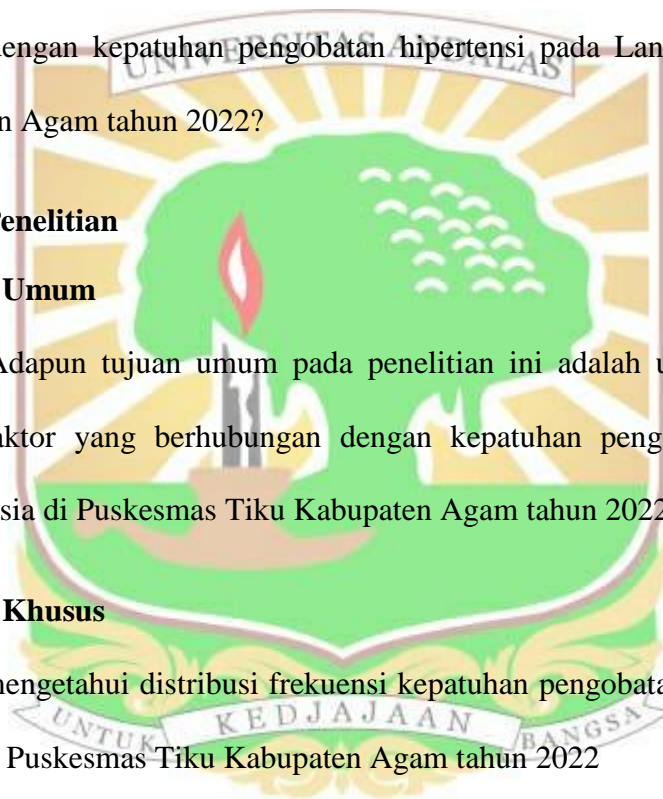 dengan kepatuhan pengobatan hipertensi pada Lan
UNIVERSITAS ANDALAS
n Agam tahun 2022?
Penelitian
Umum
Adapun tujuan umum pada penelitian ini adalah u
aktor yang berhubungan dengan kepatuhan peng
sia di Puskesmas Tiku Kabupaten Agam tahun 2022
Khusus
mengetahui distribusi frekuensi kepatuhan pengobata
UNTUK KEDJAJAAN BANGSA
Puskesmas Tiku Kabupaten Agam tahun 2022